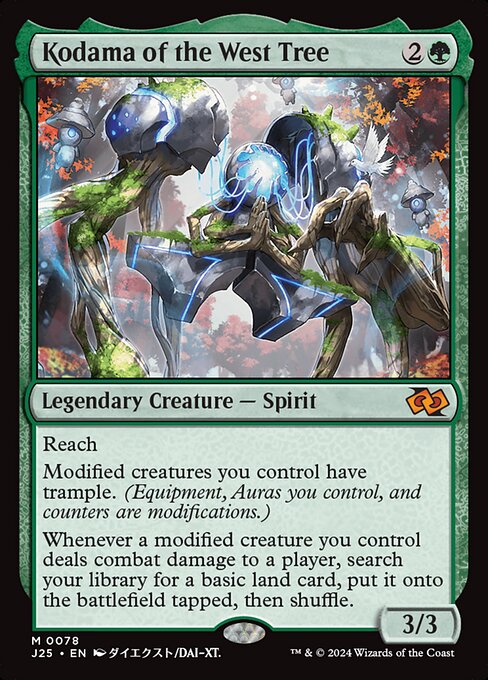 Kodama of the West Tree 2
Legendary Creature — Spirit
Reach
Modified creatures you control have
trample. (Equipment, Auras you control, and
counters are modifications.)
Whenever a modified creature you control
deals combat damage to a player, search
your library for a basic land card, put it onto
the battlefield tapped, then shuffle.
3/3
M 0078
J25 • EN ダイエクスト/DAI-XT.
™ & © 2024 Wizards of the Coast